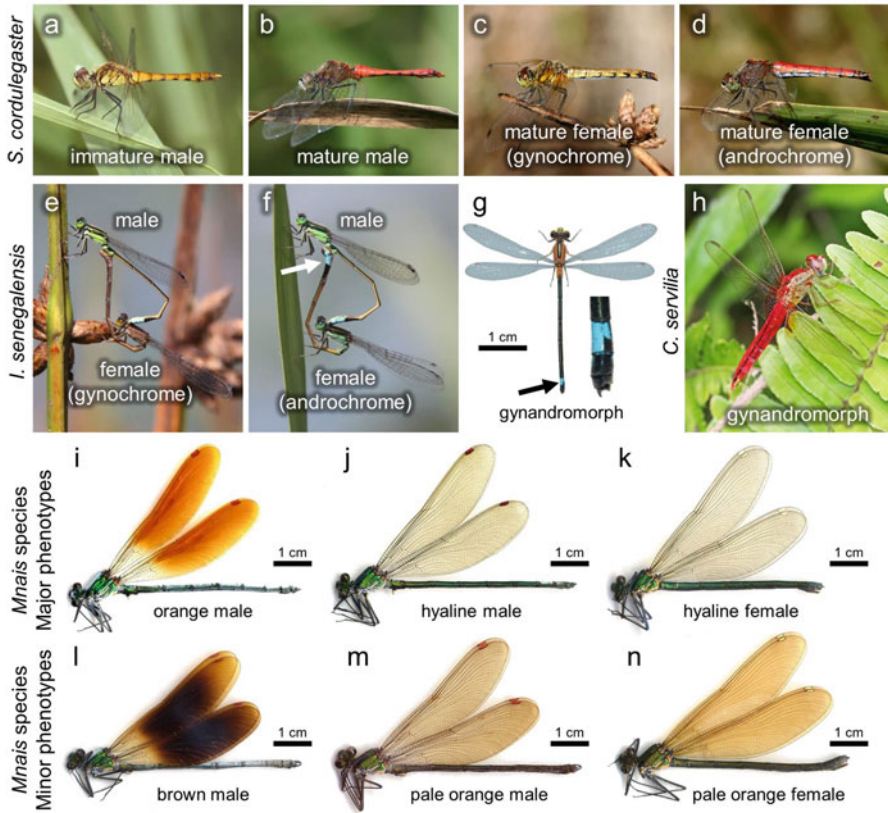 S. cordulegaster
a
immature male
b
mature male
c
mature female
(gynochrome)
d
mature female
(androchrome)
I. senegalensis
e
male
female
(gynochrome)
f
male
female
(androchrome)
g
1 cm
gynandromorph
C. servilia
h
gynandromorph
Mnais species
Major phenotypes
i
1 cm
orange male
j
1 cm
hyaline male
k
1 cm
hyaline female
Mnais species
Minor phenotypes
l
1 cm
brown male
m
1 cm
pale orange male
n
1 cm
pale orange female